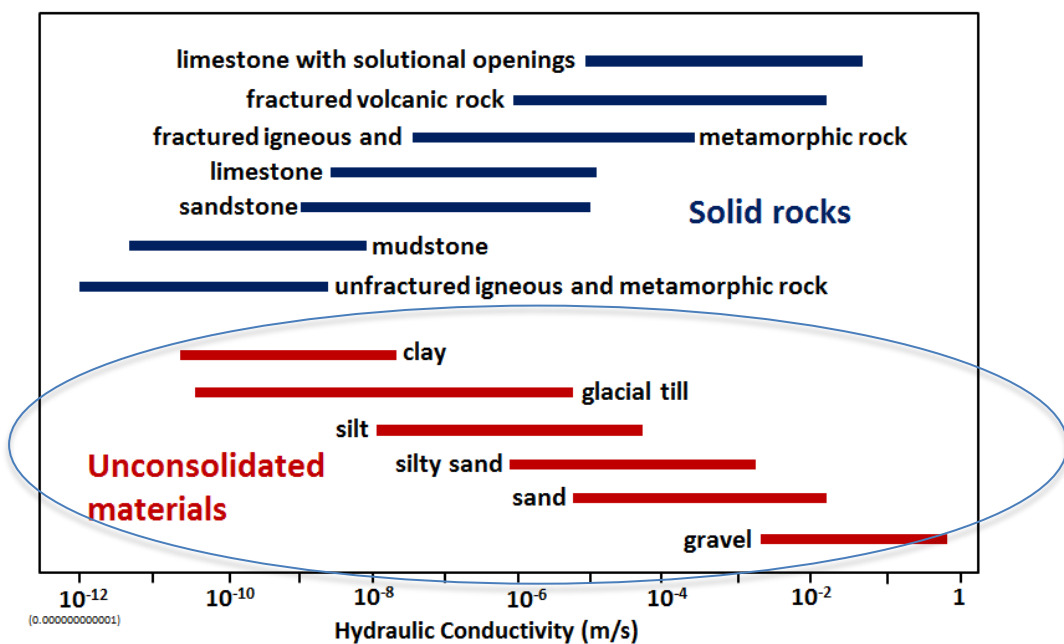 limestone with solutional openings
fractured volcanic rock
fractured igneous and metamorphic rock
limestone
sandstone
Solid rocks
mudstone
unfractured igneous and metamorphic rock
clay
glacial till
silt
Unconsolidated
materials
silty sand
sand
gravel
10⁻¹² 10⁻¹⁰ 10⁻⁸ 10⁻⁶ 10⁻⁴ 10⁻² 1
(0.000000000001)
Hydraulic Conductivity (m/s)